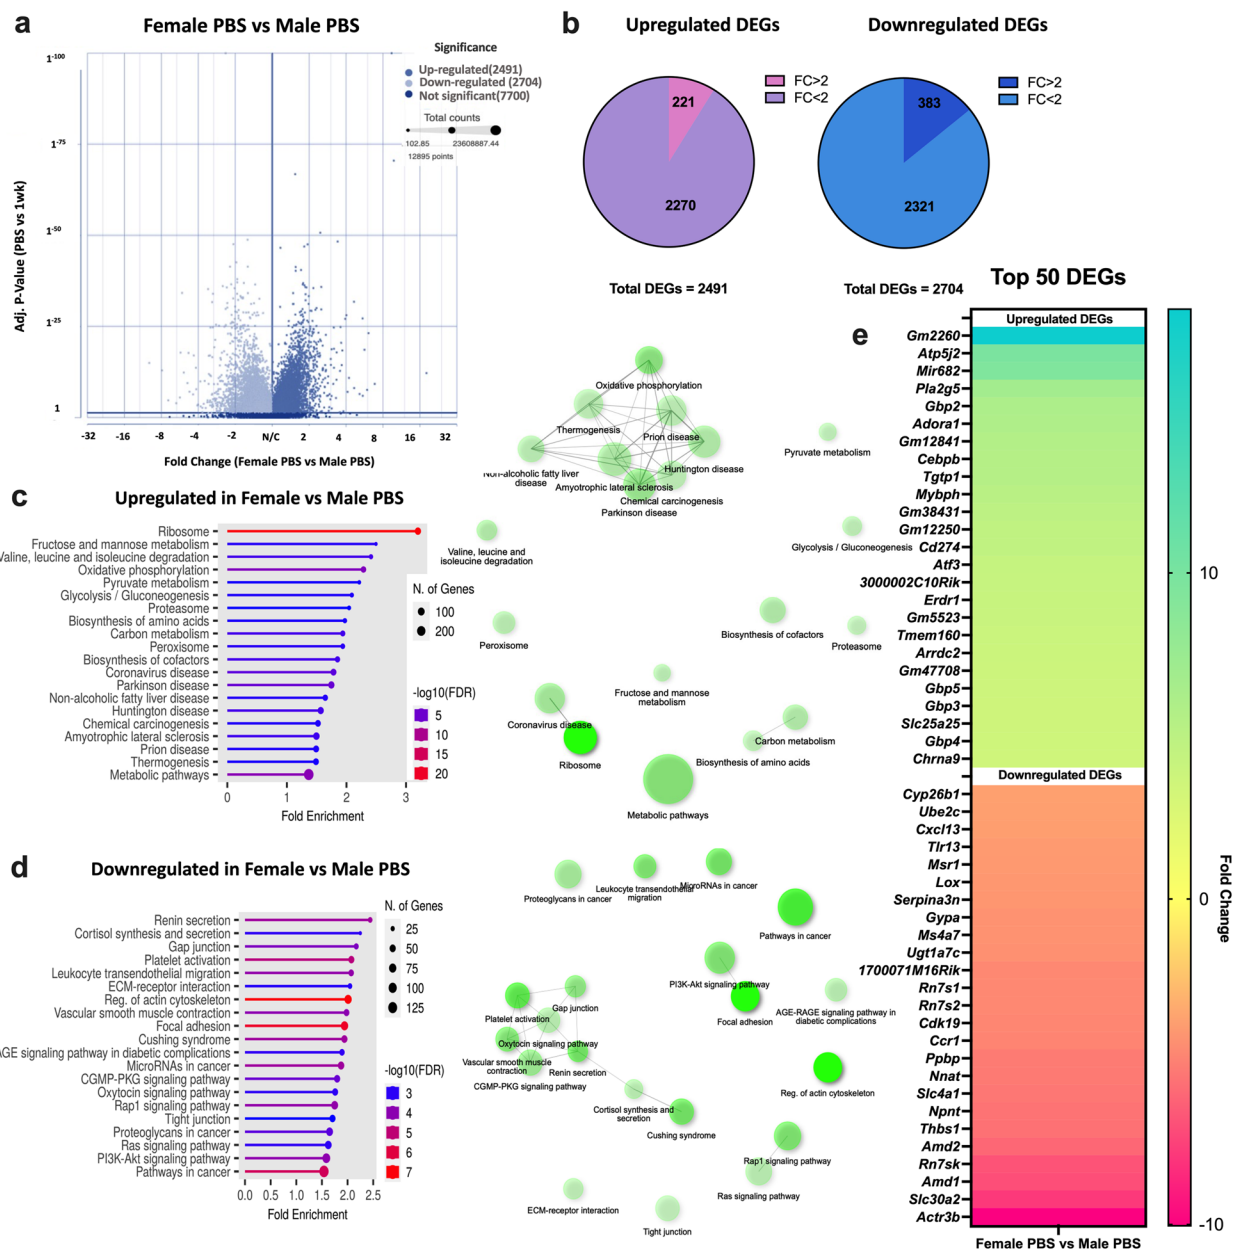 a
Female PBS vs Male PBS
Significance
Up-regulated(2491)
Down-regulated (2704)
Not significant(7700)
Total counts
102.85
23608887.44
12895 points
Adj. P-Value (PBS vs 1wk)
1-100
1-75
1-50
1-25
1
-32
-16
-8
-4
-2
N/C
2
4
8
16
32
Fold Change (Female PBS vs Male PBS)
b
Upregulated DEGs
FC>2
FC<2
221
2270
Total DEGs = 2491
Downregulated DEGs
FC>2
FC<2
383
2321
Total DEGs = 2704
c
Upregulated in Female vs Male PBS
Ribosome
Fructose and mannose metabolism
Valine, leucine and isoleucine degradation
Oxidative phosphorylation
Pyruvate metabolism
Glycolysis / Gluconeogenesis
Proteasome
Biosynthesis of amino acids
Carbon metabolism
Peroxisome
Biosynthesis of cofactors
Coronavirus disease
Parkinson disease
Non-alcoholic fatty liver disease
Huntington disease
Chemical carcinogenesis
Amyotrophic lateral sclerosis
Prion disease
Thermogenesis
Metabolic pathways
0
1
2
3
Fold Enrichment
N. of Genes
100
200
-log10(FDR)
5
10
15
20
Oxidative phosphorylation
Thermogenesis
Prion disease
Non-alcoholic fatty liver
disease
Huntington disease
Amyotrophic lateral sclerosis
Chemical carcinogenesis
Parkinson disease
Pyruvate metabolism
Valine, leucine and
isoleucine degradation
Glycolysis / Gluconeogenesis
Peroxisome
Biosynthesis of cofactors
Proteasome
Fructose and mannose
metabolism
Coronavirus disease
Ribosome
Carbon metabolism
Biosynthesis of amino acids
Metabolic pathways
d
Downregulated in Female vs Male PBS
Renin secretion
Cortisol synthesis and secretion
Gap junction
Platelet activation
Leukocyte transendothelial migration
ECM-receptor interaction
Reg. of actin cytoskeleton
Vascular smooth muscle contraction
Focal adhesion
Cushing syndrome
AGE signaling pathway in diabetic complications
MicroRNAs in cancer
CGMP-PKG signaling pathway
Oxytocin signaling pathway
Rap1 signaling pathway
Tight junction
Proteoglycans in cancer
Ras signaling pathway
PI3K-Akt signaling pathway
Pathways in cancer
0.0
0.5
1.0
1.5
2.0
2.5
Fold Enrichment
N. of Genes
25
50
75
100
125
-log10(FDR)
3
4
5
6
7
Proteoglycans in cancer
Leukocyte transendothelial
migration
MicroRNAs in cancer
Pathways in cancer
PI3K-Akt signaling pathway
Focal adhesion
AGE-RAGE signaling pathway in
diabetic complications
Gap junction
Platelet activation
Oxytocin signaling pathway
Vascular smooth muscle
contraction
Renin secretion
CGMP-PKG signaling pathway
Reg. of actin cytoskeleton
Cortisol synthesis and
secretion
Cushing syndrome
Rap1 signaling pathway
Ras signaling pathway
ECM-receptor interaction
Tight junction
e
Top 50 DEGs
Upregulated DEGs
Gm2260
Atp5j2
Mir682
Pla2g5
Gbp2
Adora1
Gm12841
Cebpb
Tgtp1
Mybph
Gm38431
Gm12250
Cd274
Atf3
3000002C10Rik
Erdr1
Gm5523
Tmem160
Arrdc2
Gm47708
Gbp5
Gbp3
Slc25a25
Gbp4
Chrna9
Downregulated DEGs
Cyp26b1
Ube2c
Cxcl13
Tlr13
Msr1
Lox
Serpina3n
Gypa
Ms4a7
Ugt1a7c
1700071M16Rik
Rn7s1
Rn7s2
Cdk19
Ccr1
Ppbp
Nnat
Slc4a1
Npnt
Thbs1
Amd2
Rn7sk
Amd1
Slc30a2
Actr3b
Female PBS vs Male PBS
10
0
-10
Fold Change